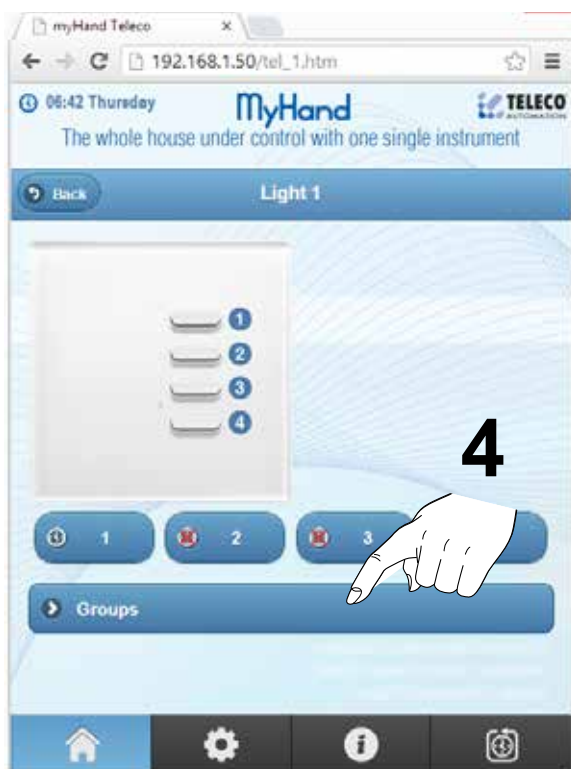 myHand Teleco ×
192.168.1.50/tel_1.htm
06:42 Thursday MyHand TELECO AUTOMATION
The whole house under control with one single instrument
Back Light 1
1
2
3
4
4
1 2 3
Groups